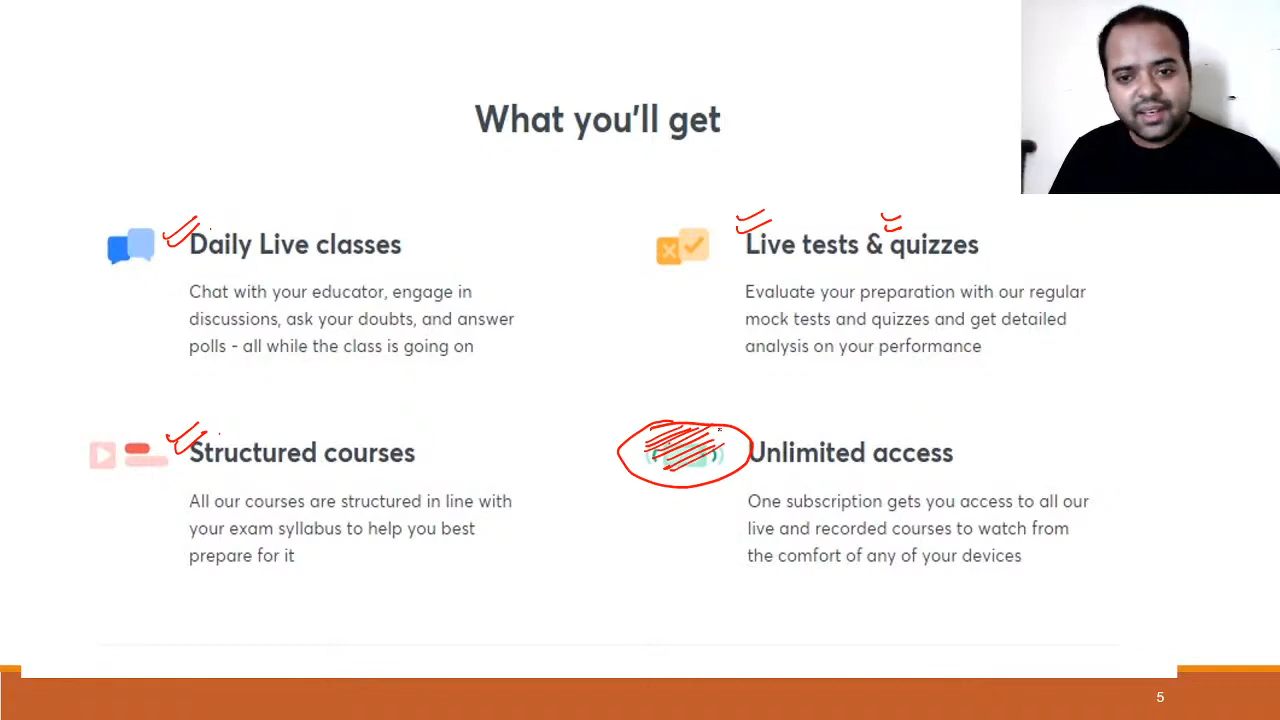 What you'll get
Daily Live classes
Chat with your educator, engage in
discussions, ask your doubts, and answer
polls - all while the class is going on
Live tests & quizzes
Evaluate your preparation with our regular
mock tests and quizzes and get detailed
analysis on your performance
Structured courses
All our courses are structured in line with
your exam syllabus to help you best
prepare for it
Unlimited access
One subscription gets you access to all our
live and recorded courses to watch from
the comfort of any of your devices
5